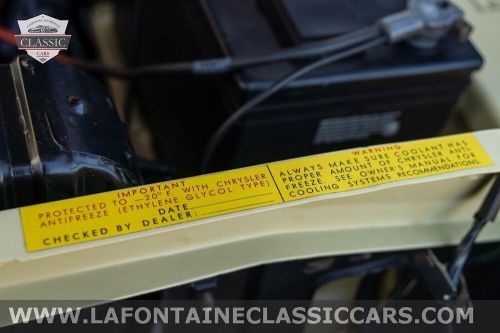 CLASSIC
CARS
IMPORTANT
PROTECTED TO -20°F WITH CHRYSLER
ANTIFREEZE (ETHYLENE GLYCOL TYPE)
DATE
CHECKED BY DEALER:
WARNING
ALWAYS MAKE SURE COOLANT HAS
PROPER AMOUNT OF CHRYSLER ANTI
FREEZE. SEE OWNER'S MANUAL FOR
COOLING SYSTEMS RECOMMENDATIONS.
WWW.LAFONTAINECLASSICCARS.COM